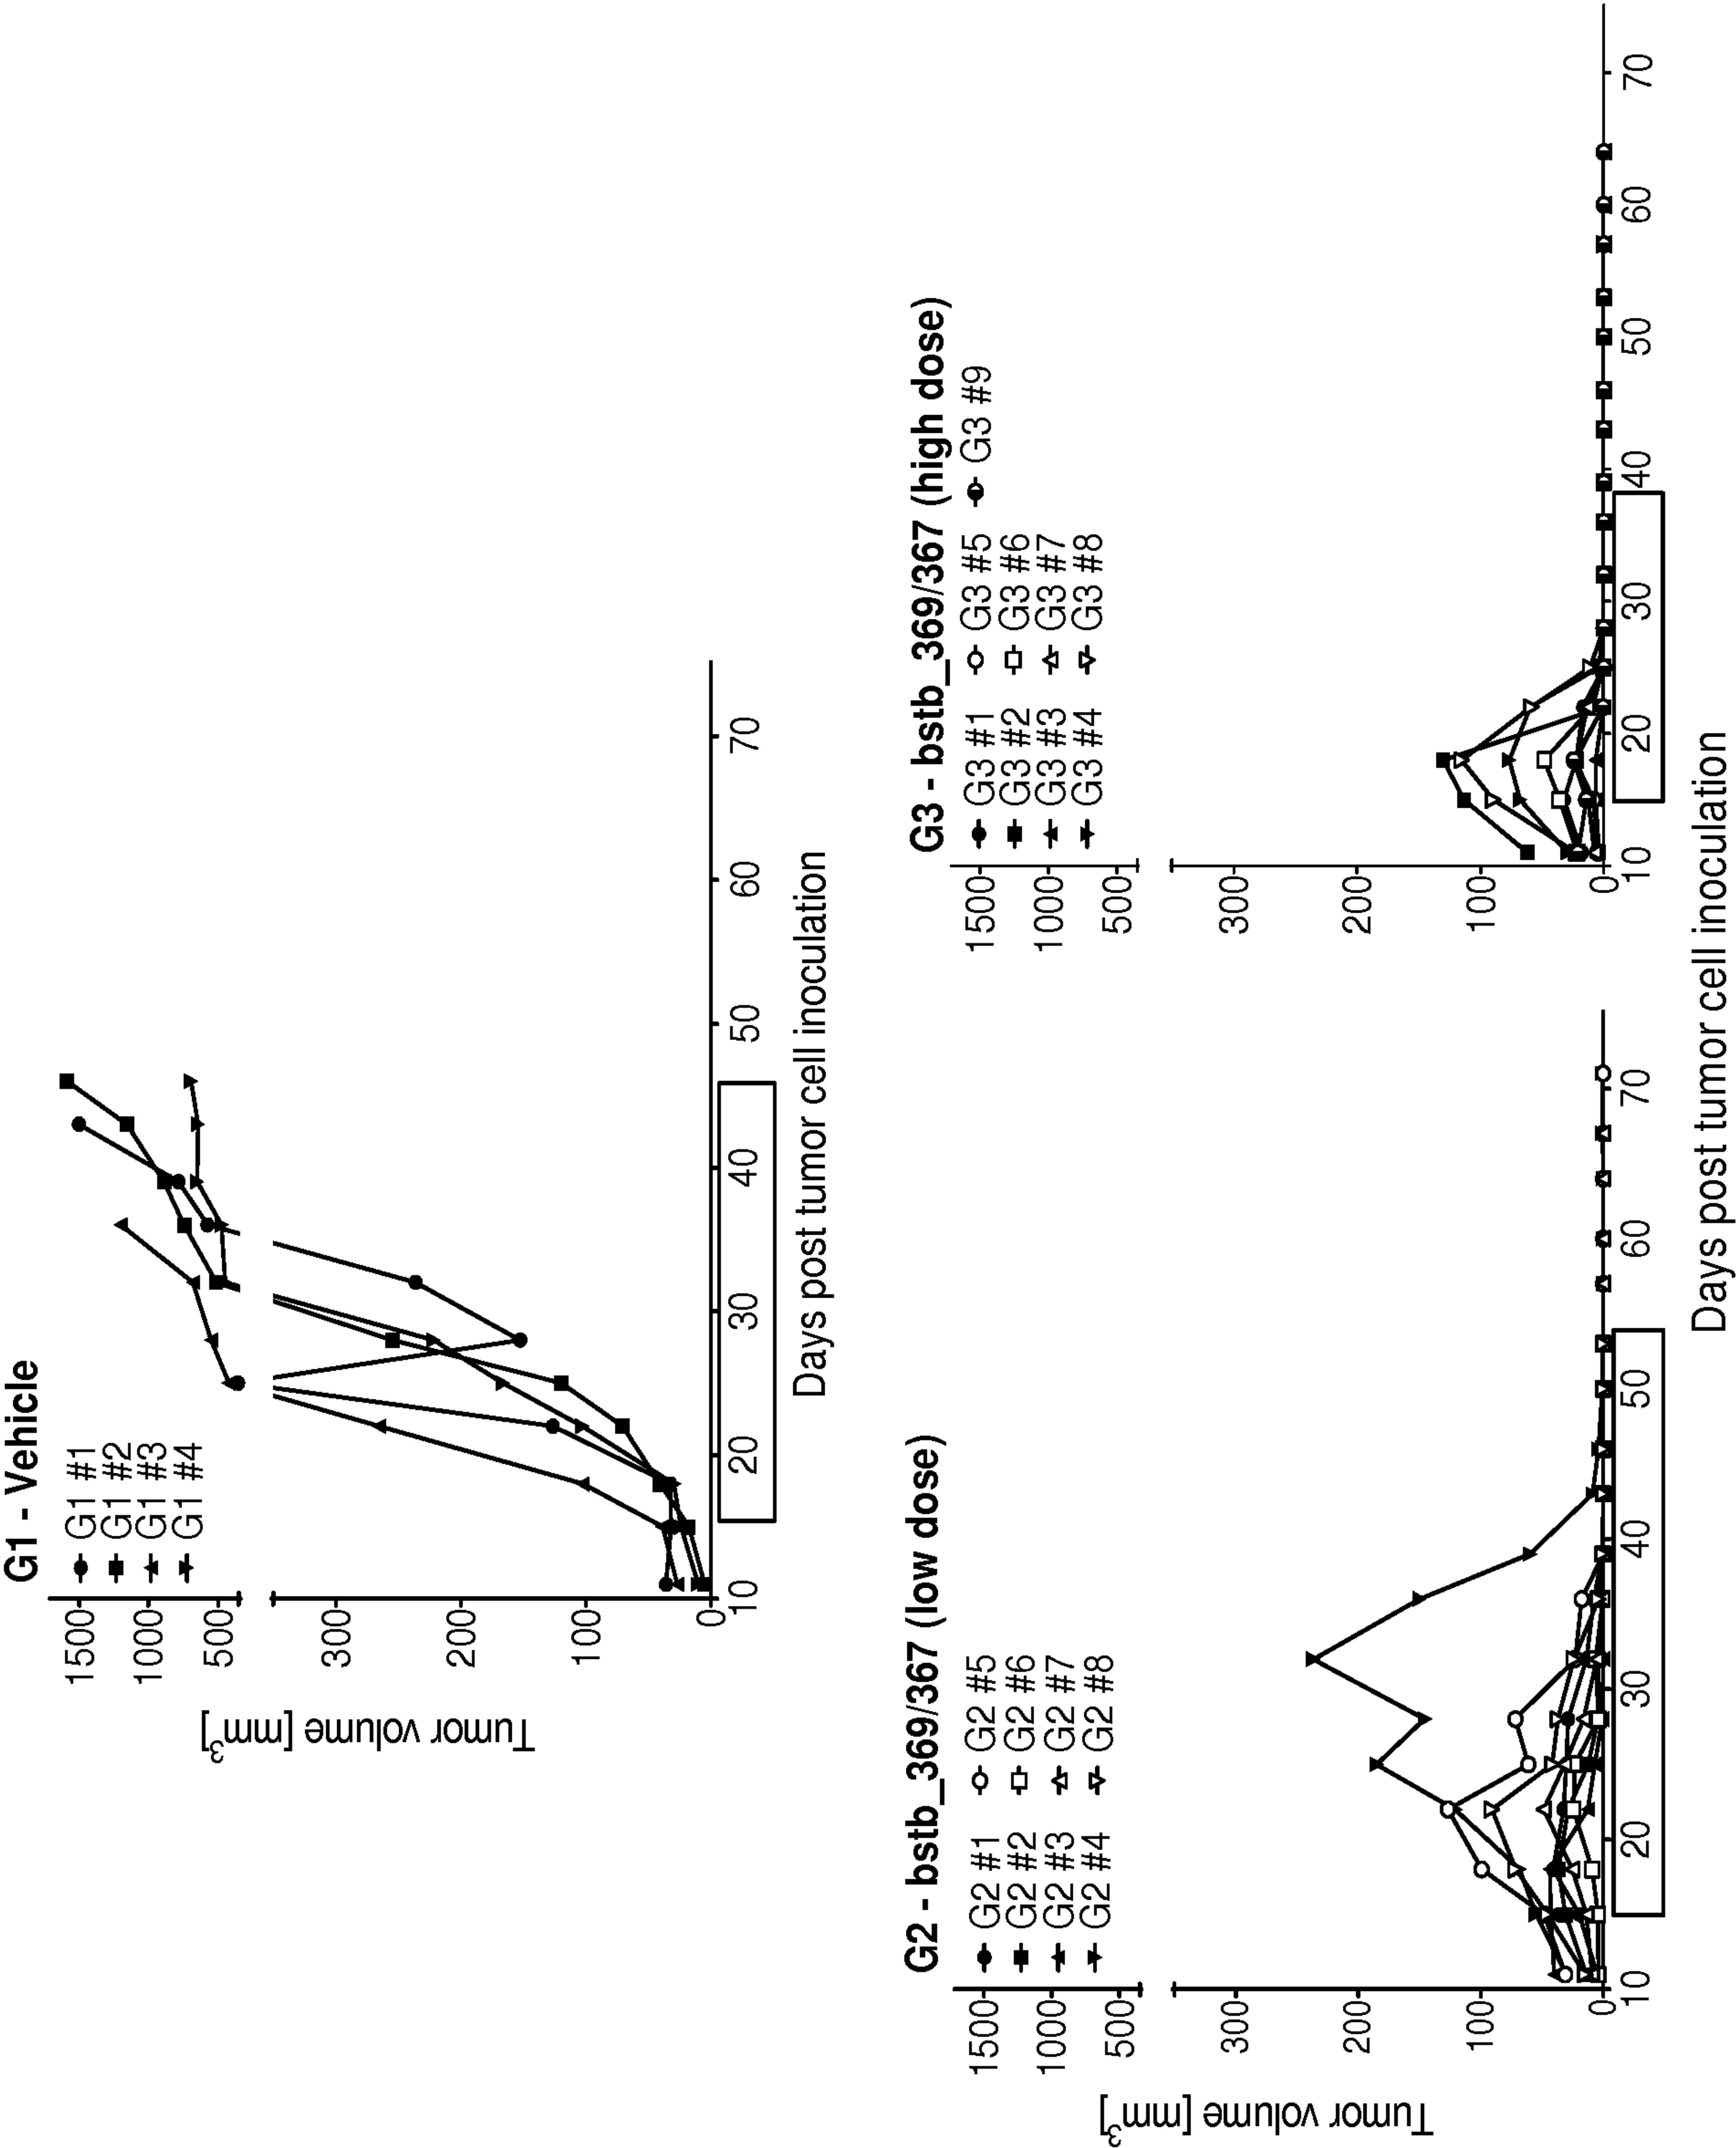 G1 - Vehicle
G1 #1
G1 #2
G1 #3
G1 #4
Tumor volume [mm³]
1500
1000
500
300
200
100
0
10 20 30 40 50 60 70
Days post tumor cell inoculation
G2 - bstb_369/367 (low dose)
G2 #1 G2 #5
G2 #2 G2 #6
G2 #3 G2 #7
G2 #4 G2 #8
Tumor volume [mm³]
1500
1000
500
300
200
100
0
10 20 30 40 50 60 70
G3 - bstb_369/367 (high dose)
G3 #1 G3 #5 G3 #9
G3 #2 G3 #6
G3 #3 G3 #7
G3 #4 G3 #8
1500
1000
500
300
200
100
0
10 20 30 40 50 60 70
Days post tumor cell inoculation